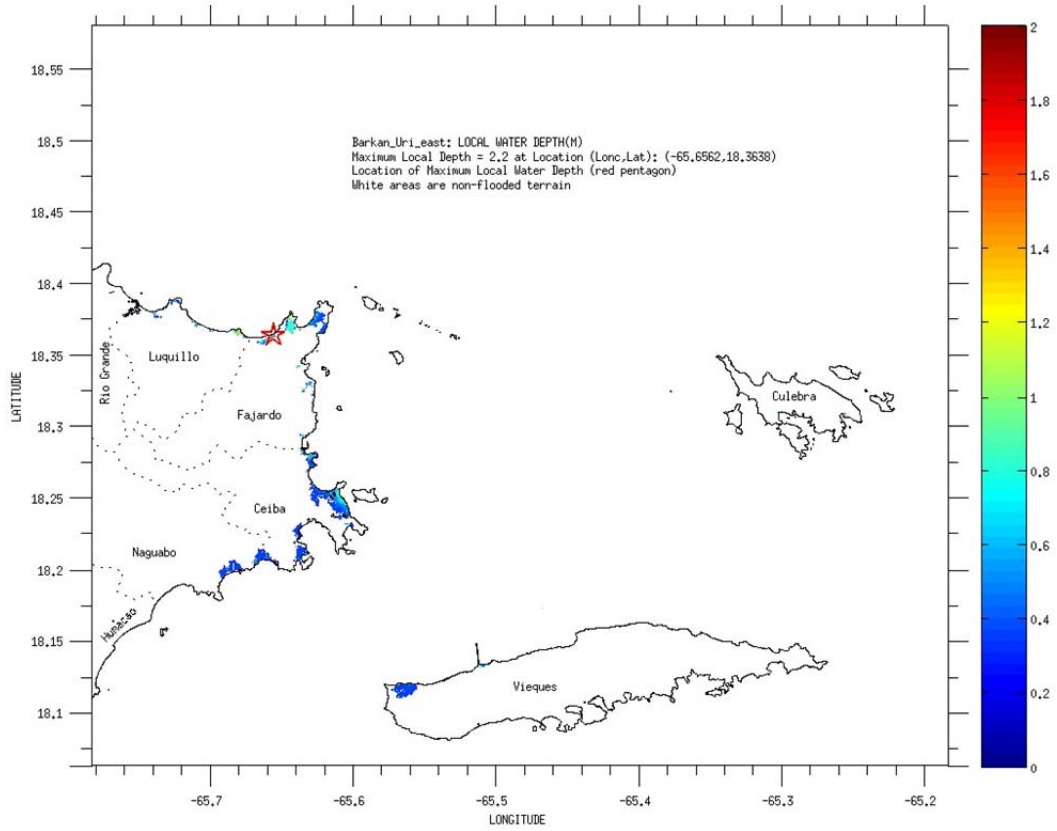 Barkan_Uri_east: LOCAL WATER DEPTH(M)
Maximum Local Depth = 2.2 at Location (Lonc,Lat): (-65.6562,18.3638)
Location of Maximum Local Water Depth (red pentagon)
White areas are non-flooded terrain
18.55
18.5
18.45
18.4
18.35
18.3
18.25
18.2
18.15
18.1
LATITUDE
Rio Grande
Luquillo
Fajardo
Ceiba
Naguabo
Humacao
Culebra
Vieques
-65.7
-65.6
-65.5
-65.4
-65.3
-65.2
LONGITUDE
2
1.8
1.6
1.4
1.2
1
0.8
0.6
0.4
0.2
0